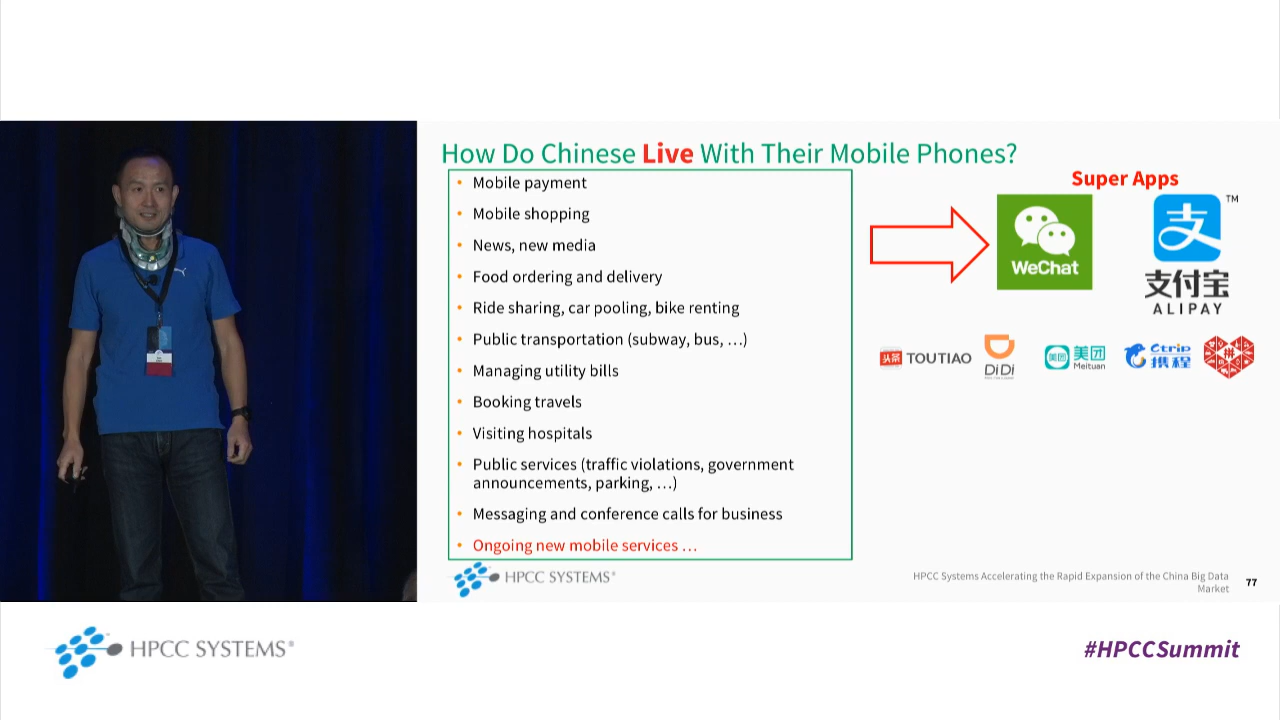 How Do Chinese Live With Their Mobile Phones?
• Mobile payment
• Mobile shopping
• News, new media
• Food ordering and delivery
• Ride sharing, car pooling, bike renting
• Public transportation (subway, bus, …)
• Managing utility bills
• Booking travels
• Visiting hospitals
• Public services (traffic violations, government
announcements, parking, …)
• Messaging and conference calls for business
• Ongoing new mobile services …
Super Apps
WeChat
支
TM
支付宝
ALIPAY
头条 TOUTIAO
DiDi
美团 美团
Meituan
Ctrip
携程
拼
HPCC SYSTEMS®
HPCC Systems Accelerating the Rapid Expansion of the China Big Data
Market
77
HPCC SYSTEMS®
#HPCCSummit